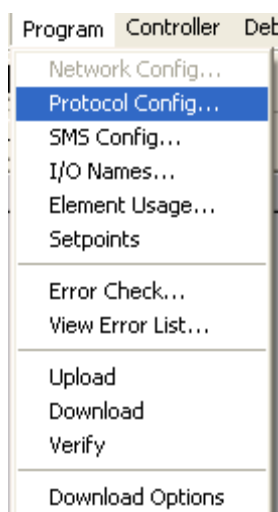 Program Controller Deb
Network Config...
Protocol Config...
SMS Config...
I/O Names...
Element Usage...
Setpoints
Error Check...
View Error List...
Upload
Download
Verify
Download Options